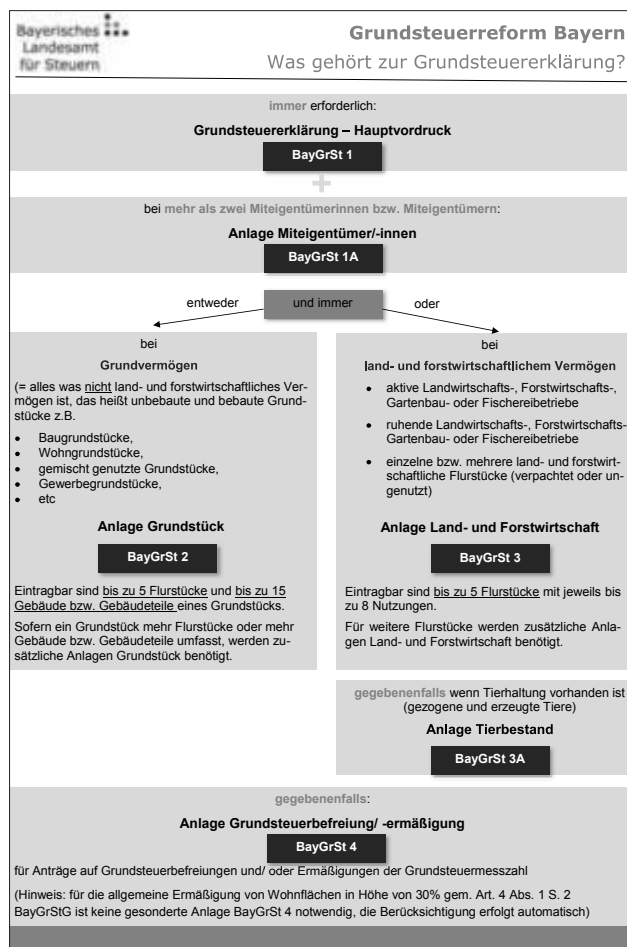 Bayerisches
Landesamt
für Steuern
Grundsteuerreform Bayern
Was gehört zur Grundsteuererklärung?
immer erforderlich:
Grundsteuererklärung – Hauptvordruck
BayGrSt 1
+
bei mehr als zwei Miteigentümerinnen bzw. Miteigentümern:
Anlage Miteigentümer/-innen
BayGrSt 1A
entweder
und immer
oder
bei
Grundvermögen
(= alles was nicht land- und forstwirtschaftliches Ver-
mögen ist, das heißt unbebaute und bebaute Grund-
stücke z.B.
• Baugrundstücke,
• Wohngrundstücke,
• gemischt genutzte Grundstücke,
• Gewerbegrundstücke,
• etc
Anlage Grundstück
BayGrSt 2
Eintragbar sind bis zu 5 Flurstücke und bis zu 15
Gebäude bzw. Gebäudeteile eines Grundstücks.
Sofern ein Grundstück mehr Flurstücke oder mehr
Gebäude bzw. Gebäudeteile umfasst, werden zu-
sätzliche Anlagen Grundstück benötigt.
bei
land- und forstwirtschaftlichem Vermögen
• aktive Landwirtschafts-, Forstwirtschafts-,
Gartenbau- oder Fischereibetriebe
• ruhende Landwirtschafts-, Forstwirtschafts-
Gartenbau- oder Fischereibetriebe
• einzelne bzw. mehrere land- und forstwirt-
schaftliche Flurstücke (verpachtet oder un-
genutzt)
Anlage Land- und Forstwirtschaft
BayGrSt 3
Eintragbar sind bis zu 5 Flurstücke mit jeweils bis
zu 8 Nutzungen.
Für weitere Flurstücke werden zusätzliche Anla-
gen Land- und Forstwirtschaft benötigt.
gegebenenfalls wenn Tierhaltung vorhanden ist
(gezogene und erzeugte Tiere)
Anlage Tierbestand
BayGrSt 3A
gegebenenfalls:
Anlage Grundsteuerbefreiung/ -ermäßigung
BayGrSt 4
für Anträge auf Grundsteuerbefreiungen und/ oder Ermäßigungen der Grundsteuermesszahl
(Hinweis: für die allgemeine Ermäßigung von Wohnflächen in Höhe von 30% gem. Art. 4 Abs. 1 S. 2
BayGrStG ist keine gesonderte Anlage BayGrSt 4 notwendig, die Berücksichtigung erfolgt automatisch)